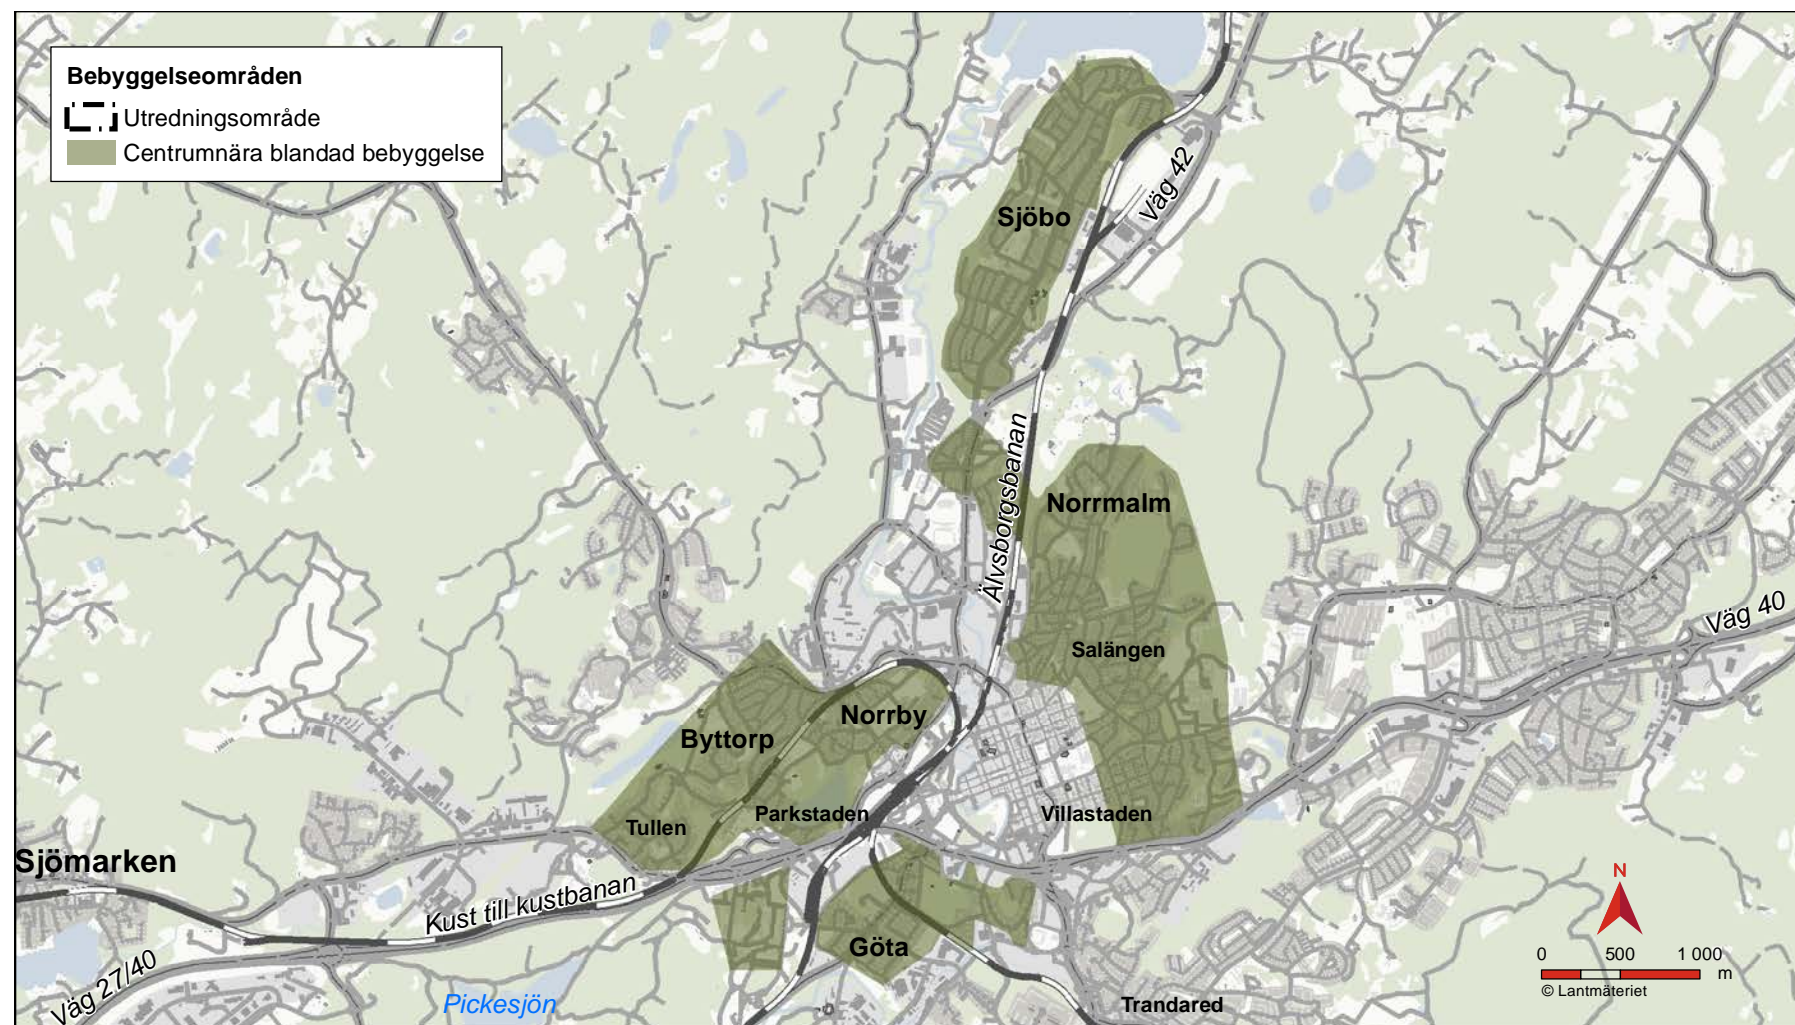 Bebyggelseområden
Utredningsområde
Centrumnära blandad bebyggelse
Sjöbo
Väg 42
Älvsborgsbanan
Norrmalm
Väg 40
Salängen
Norrby
Byttorp
Parkstaden
Villastaden
Tullen
Sjömarken
Kust till kustbanan
Göta
Väg 27/40
Pickesjön
Trandared
N
0 500 1 000
m
© Lantmäteriet